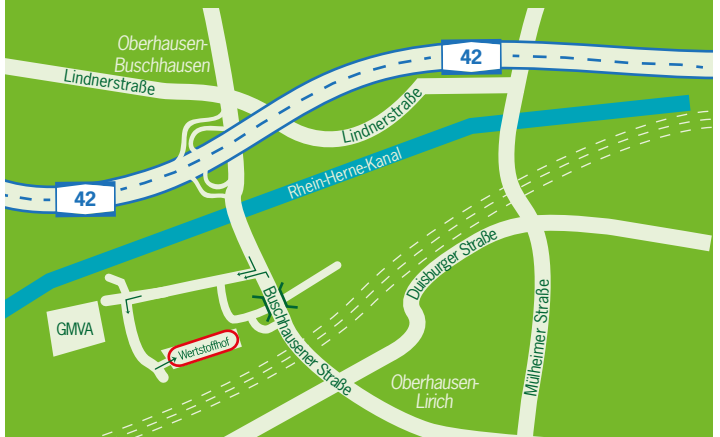 Oberhausen-
Buschhausen
42
Lindnerstraße
Lindnerstraße
Rhein-Herne-Kanal
42
Duisburger Straße
GMVA
Buschhausener Straße
Wertstoffhof
Mülheimer Straße
Oberhausen-
Lirich